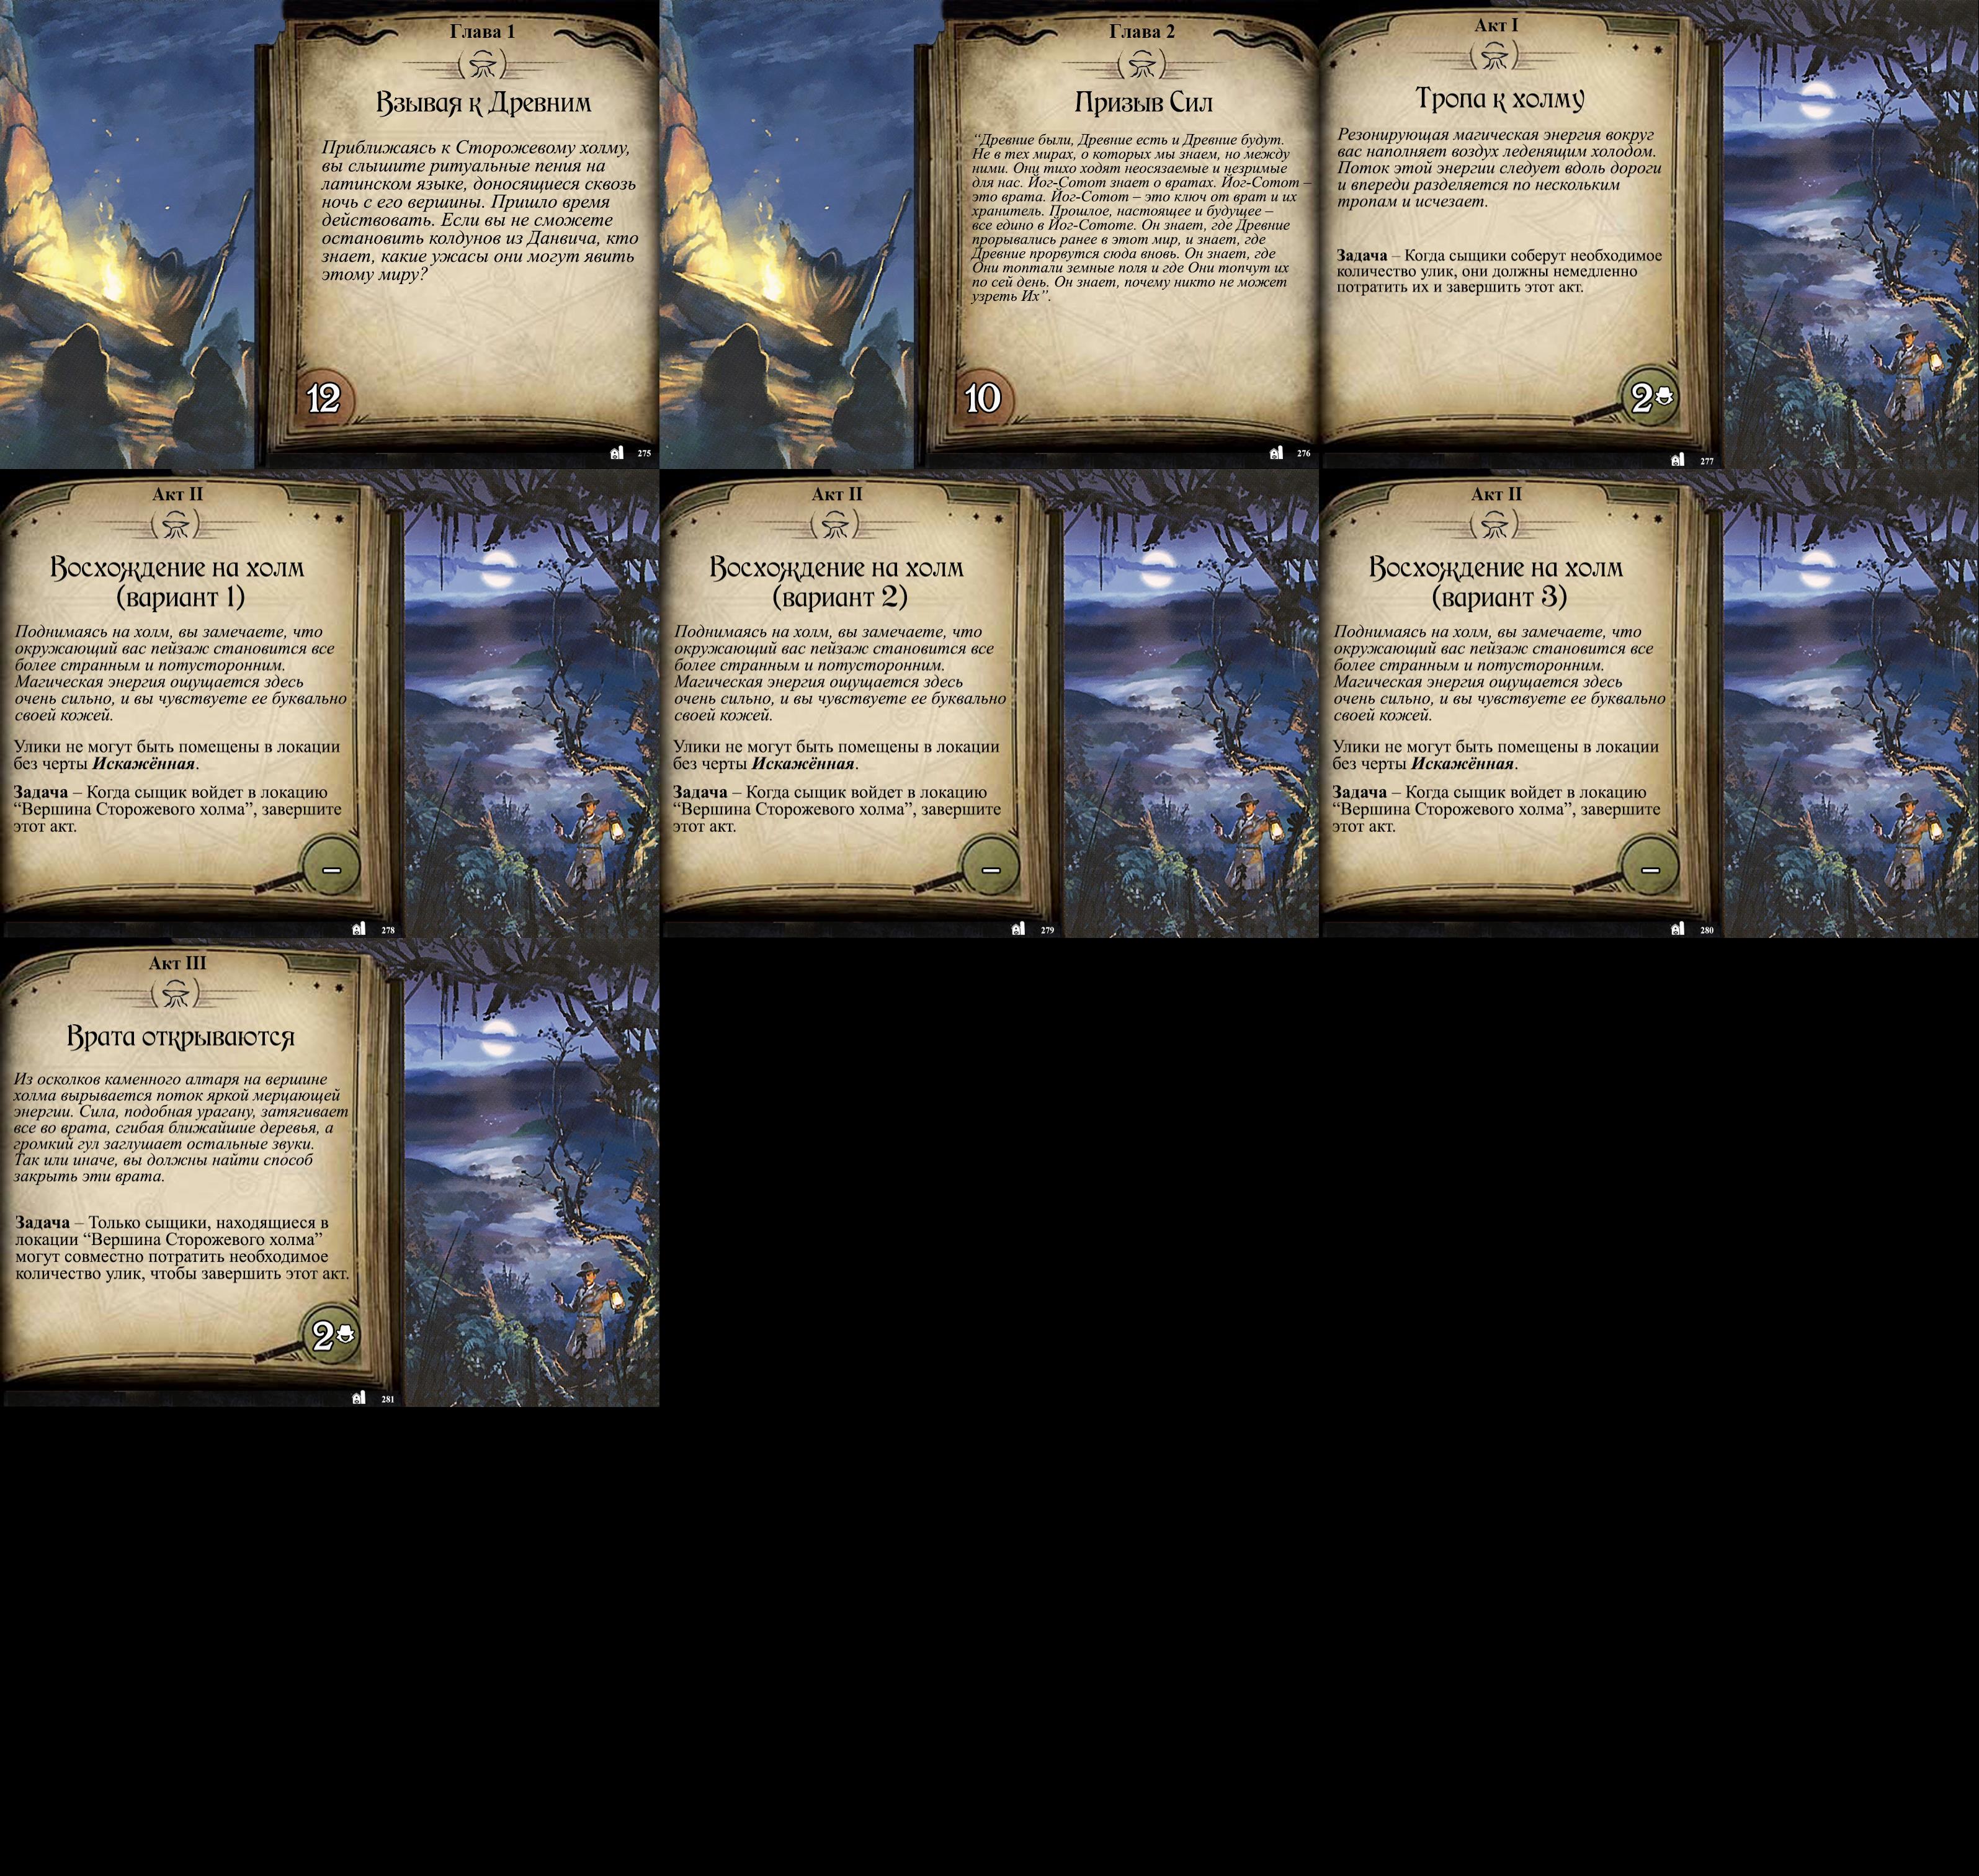 Глава 1
Взывая к Древним
Приближаясь к Сторожевому холму,
вы слышите ритуальные пения на
латинском языке, доносящиеся сквозь
ночь с его вершины. Пришло время
действовать. Если вы не сможете
остановить колдунов из Данвича, кто
знает, какие ужасы они могут явить
этому миру?
12
275
Глава 2
Призыв Сил
“Древние были, Древние есть и Древние будут.
Не в тех мирах, о которых мы знаем, но между
ними. Они тихо ходят неосязаемые и незримые
для нас. Йог-Сотот знает о вратах. Йог-Сотот –
это врата. Йог-Сотот – это ключ от врат и их
хранитель. Прошлое, настоящее и будущее –
все едино в Йог-Сототе. Он знает, где Древние
прорывались ранее в этот мир, и знает, где
Древние прорвутся сюда вновь. Он знает, где
Они топтали земные поля и где Они топчут их
по сей день. Он знает, почему никто не может
узреть Их”.
10
276
Акт I
Тропа к холму
Резонирующая магическая энергия вокруг
вас наполняет воздух леденящим холодом.
Поток этой энергии следует вдоль дороги
и впереди разделяется по нескольким
тропам и исчезает.
Задача – Когда сыщики соберут необходимое
количество улик, они должны немедленно
потратить их и завершить этот акт.
2
277
Акт II
Восхождение на холм
(вариант 1)
Поднимаясь на холм, вы замечаете, что
окружающий вас пейзаж становится все
более странным и потусторонним.
Магическая энергия ощущается здесь
очень сильно, и вы чувствуете ее буквально
своей кожей.
Улики не могут быть помещены в локации
без черты Искажённая.
Задача – Когда сыщик войдет в локацию
“Вершина Сторожевого холма”, завершите
этот акт.
–
278
Акт II
Восхождение на холм
(вариант 2)
Поднимаясь на холм, вы замечаете, что
окружающий вас пейзаж становится все
более странным и потусторонним.
Магическая энергия ощущается здесь
очень сильно, и вы чувствуете ее буквально
своей кожей.
Улики не могут быть помещены в локации
без черты Искажённая.
Задача – Когда сыщик войдет в локацию
“Вершина Сторожевого холма”, завершите
этот акт.
–
279
Акт II
Восхождение на холм
(вариант 3)
Поднимаясь на холм, вы замечаете, что
окружающий вас пейзаж становится все
более странным и потусторонним.
Магическая энергия ощущается здесь
очень сильно, и вы чувствуете ее буквально
своей кожей.
Улики не могут быть помещены в локации
без черты Искажённая.
Задача – Когда сыщик войдет в локацию
“Вершина Сторожевого холма”, завершите
этот акт.
–
280
Акт III
Врата открываются
Из осколков каменного алтаря на вершине
холма вырывается поток яркой мерцающей
энергии. Сила, подобная урагану, затягивает
все во врата, сгибая ближайшие деревья, а
громкий гул заглушает остальные звуки.
Так или иначе, вы должны найти способ
закрыть эти врата.
Задача – Только сыщики, находящиеся в
локации “Вершина Сторожевого холма”
могут совместно потратить необходимое
количество улик, чтобы завершить этот акт.
2
281